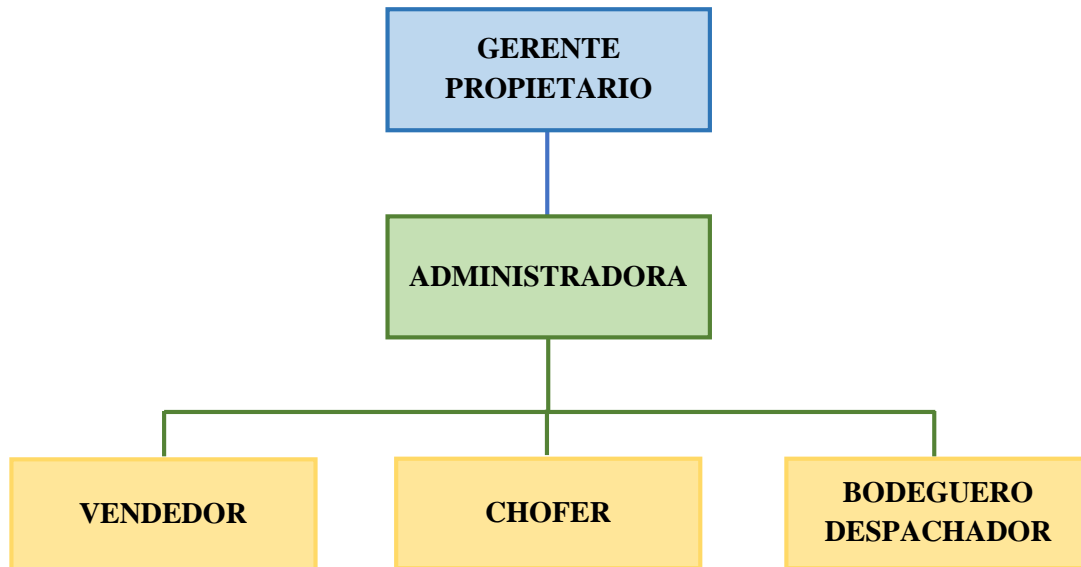 GERENTE
PROPIETARIO
ADMINISTRADORA
VENDEDOR
CHOFER
BODEGUERO
DESPACHADOR